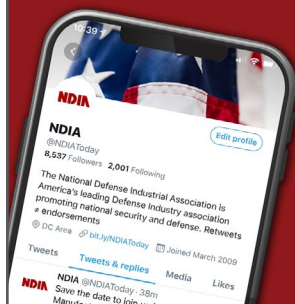 10:39
NDIA
NDIA
Edit profile
@NDIAToday
8,537 Followers 2,001 Following
The National Defense Industrial Association is
America's leading Defense Industry association
promoting national security and defense. Retweets
≠ endorsements
DC Area bit.ly/NDIAToday Joined March 2009
Tweets Tweets & replies Media Likes
NDIA
NDIA @NDIAToday · 38m
Save the date to join